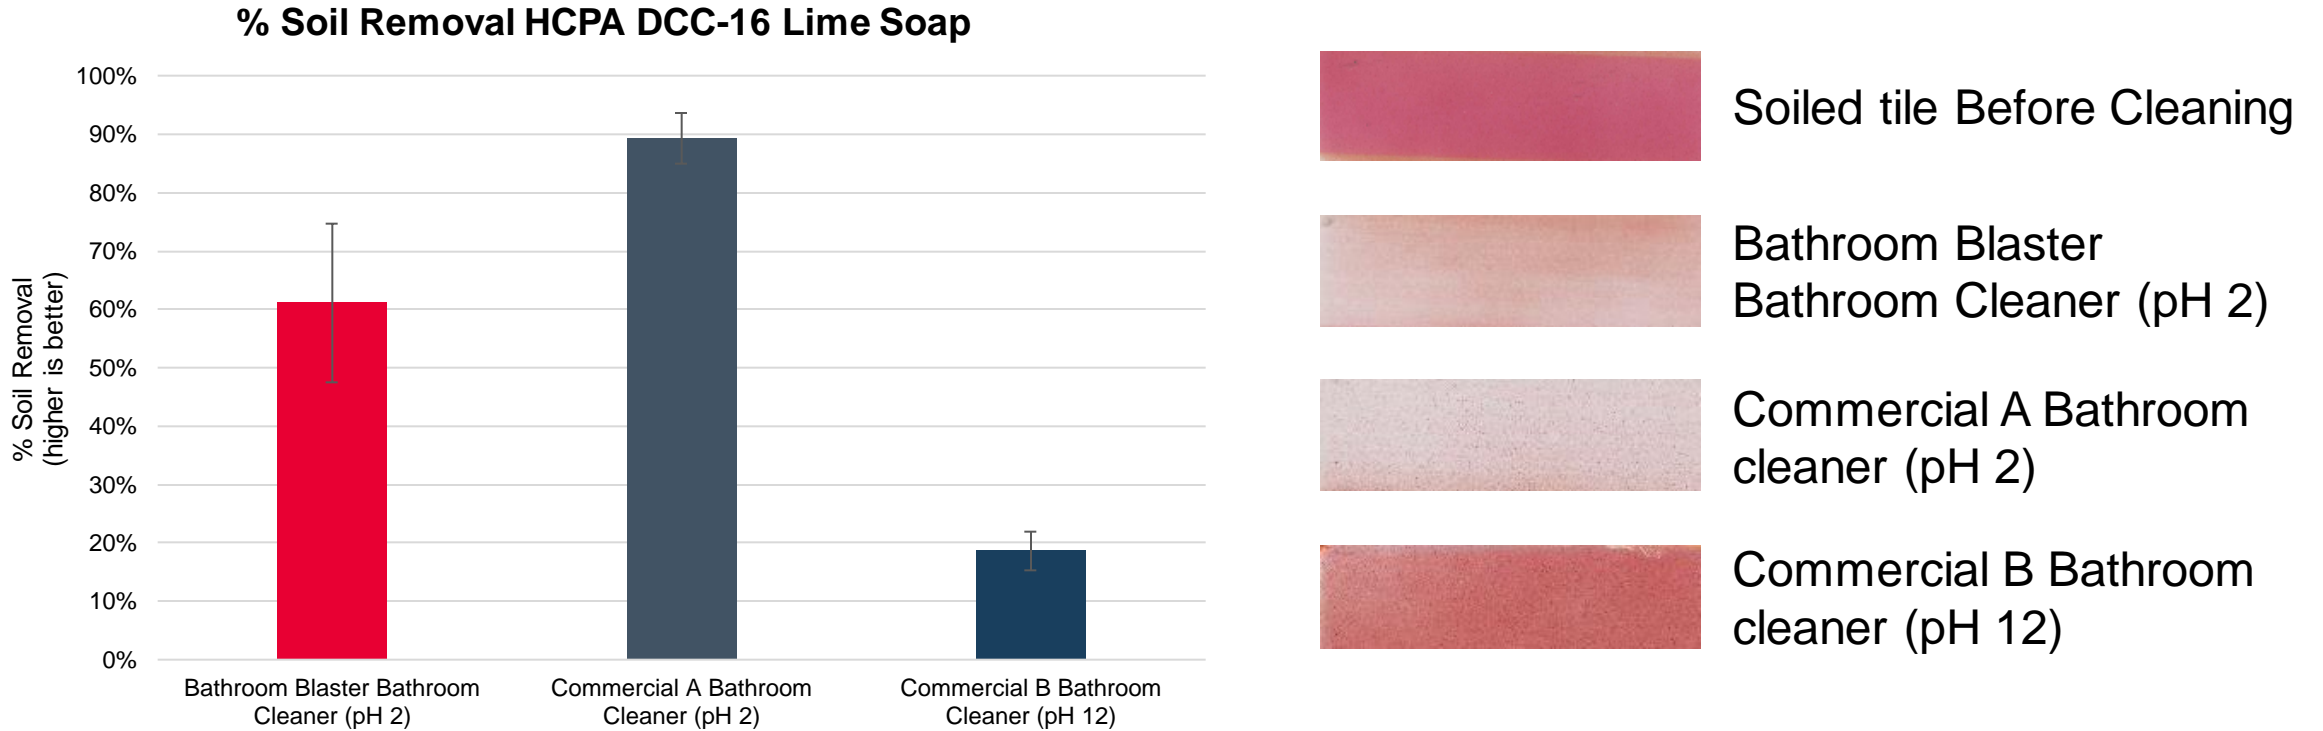 % Soil Removal HCPA DCC-16 Lime Soap
% Soil Removal
(higher is better)
100%
90%
80%
70%
60%
50%
40%
30%
20%
10%
0%
Bathroom Blaster Bathroom
Cleaner (pH 2)
Commercial A Bathroom
Cleaner (pH 2)
Commercial B Bathroom
Cleaner (pH 12)
Soiled tile Before Cleaning
Bathroom Blaster
Bathroom Cleaner (pH 2)
Commercial A Bathroom
cleaner (pH 2)
Commercial B Bathroom
cleaner (pH 12)